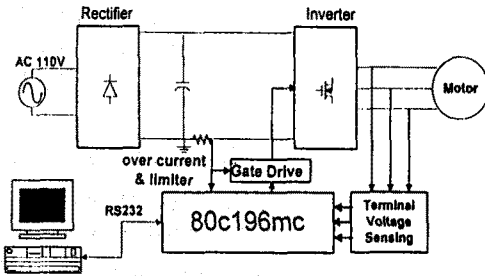 Rectifier
Inverter
AC 110V
Motor
over current
& limiter
Gate Drive
RS232
80c196mc
Terminal
Voltage
Sensing